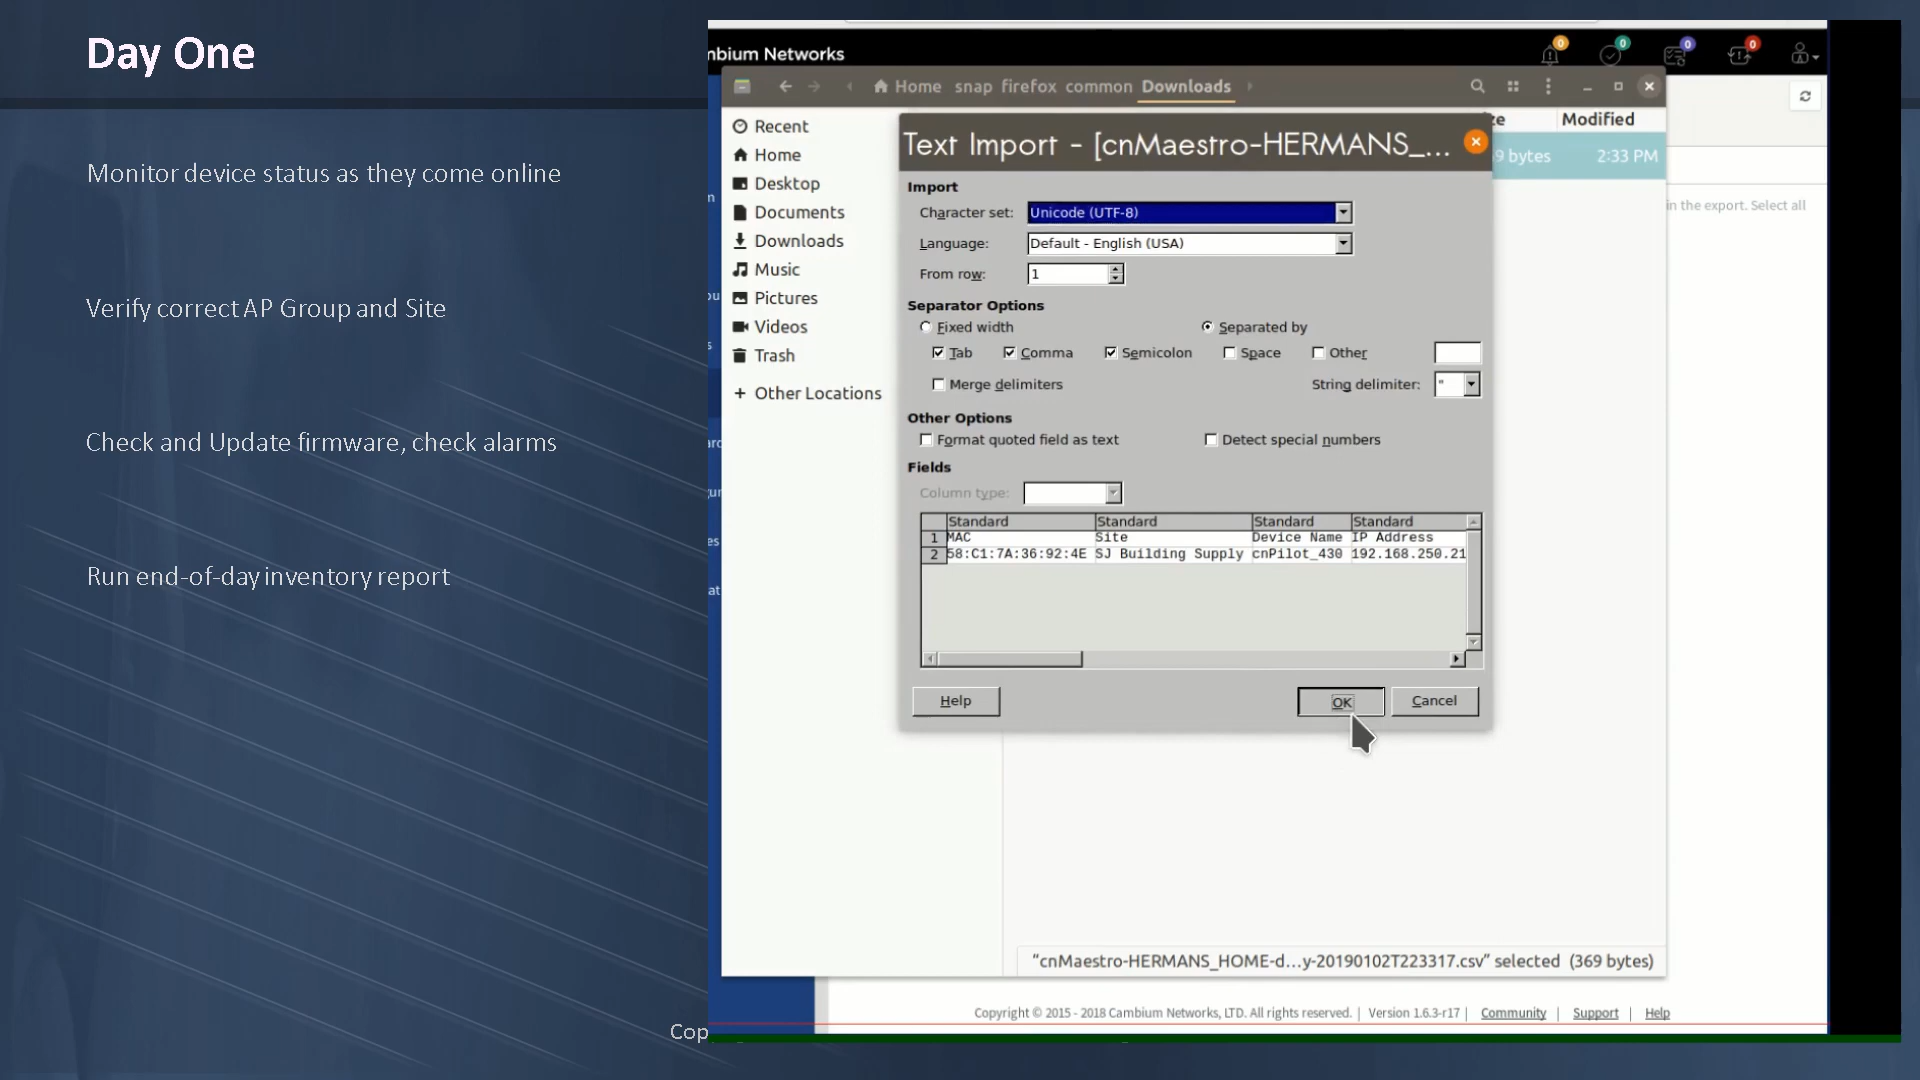 Day One
Monitor device status as they come online
Verify correct AP Group and Site
Check and Update firmware, check alarms
Run end-of-day inventory report
Cop
nbium Networks
0 0 0 0
Home snap firefox common Downloads
Recent
Home
Desktop
Documents
Downloads
Music
Pictures
Videos
Trash
+ Other Locations
ze Modified
9 bytes 2:33 PM
in the export. Select all
Text Import - [cnMaestro-HERMANS_...
Import
Character set: Unicode (UTF-8)
Language: Default - English (USA)
From row: 1
Separator Options
Fixed width Separated by
Tab Comma Semicolon Space Other
Merge delimiters String delimiter: "
Other Options
Format quoted field as text Detect special numbers
Fields
Column type:
Standard Standard Standard Standard
1 MAC Site Device Name IP Address
2 58:C1:7A:36:92:4E SJ Building Supply cnPilot_430 192.168.250.21
Help OK Cancel
"cnMaestro-HERMANS_HOME-d...y-20190102T223317.csv" selected (369 bytes)
Copyright © 2015 - 2018 Cambium Networks, LTD. All rights reserved. | Version 1.6.3-r17 | Community | Support | Help